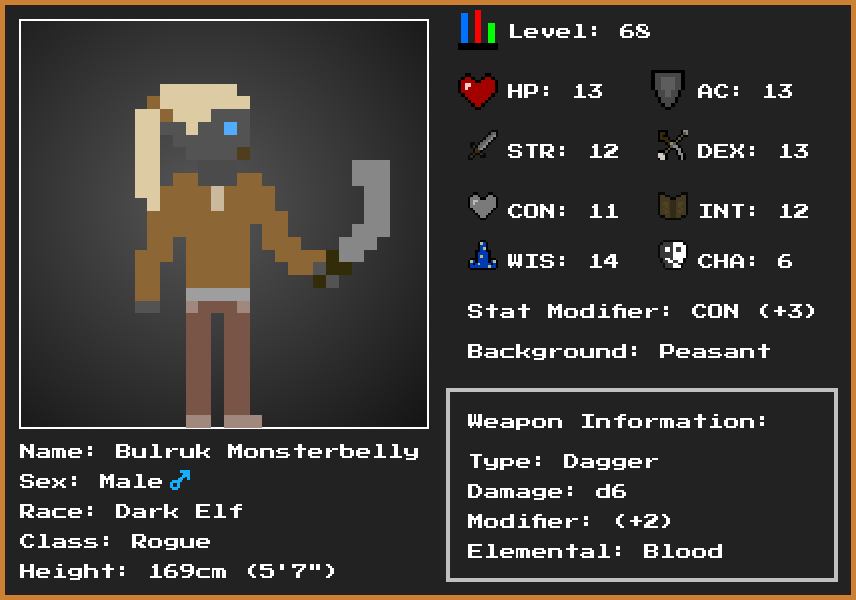 Level: 68
HP: 13
AC: 13
STR: 12
DEX: 13
CON: 11
INT: 12
WIS: 14
CHA: 6
Stat Modifier: CON (+3)
Background: Peasant
Weapon Information:
Type: Dagger
Damage: d6
Modifier: (+2)
Elemental: Blood
Name: Bulruk Monsterbelly
Sex: Male♂
Race: Dark Elf
Class: Rogue
Height: 169cm (5'7")